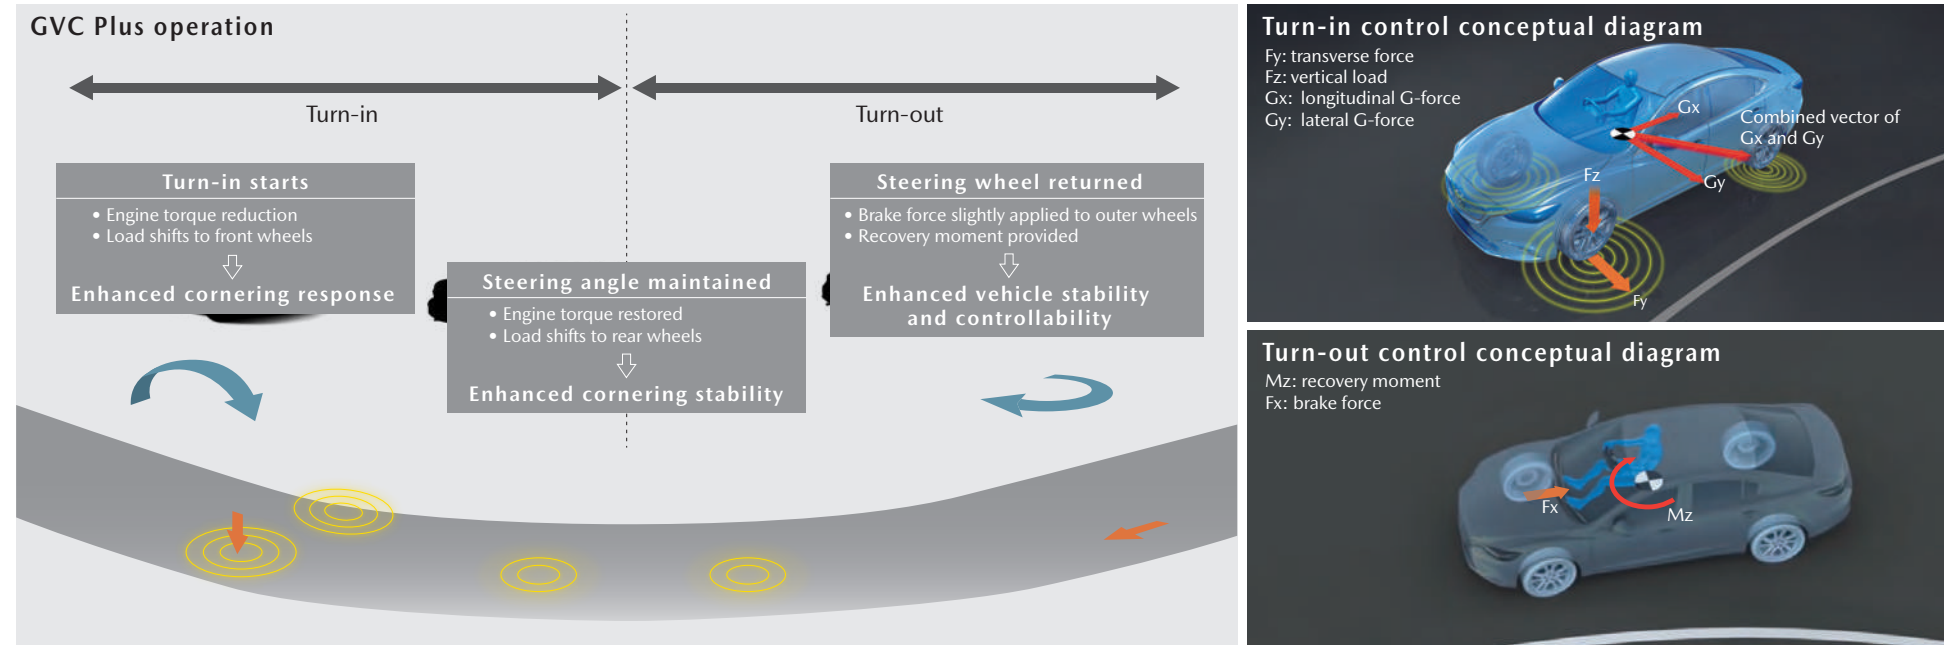 GVC Plus operation
Turn-in
Turn-out
Turn-in starts
• Engine torque reduction
• Load shifts to front wheels
Enhanced cornering response
Steering angle maintained
• Engine torque restored
• Load shifts to rear wheels
Enhanced cornering stability
Steering wheel returned
• Brake force slightly applied to outer wheels
• Recovery moment provided
Enhanced vehicle stability
and controllability
Turn-in control conceptual diagram
Fy: transverse force
Fz: vertical load
Gx: longitudinal G-force
Gy: lateral G-force
Gx
Combined vector of
Gx and Gy
Gy
Fz
Fy
Turn-out control conceptual diagram
Mz: recovery moment
Fx: brake force
Fx
Mz